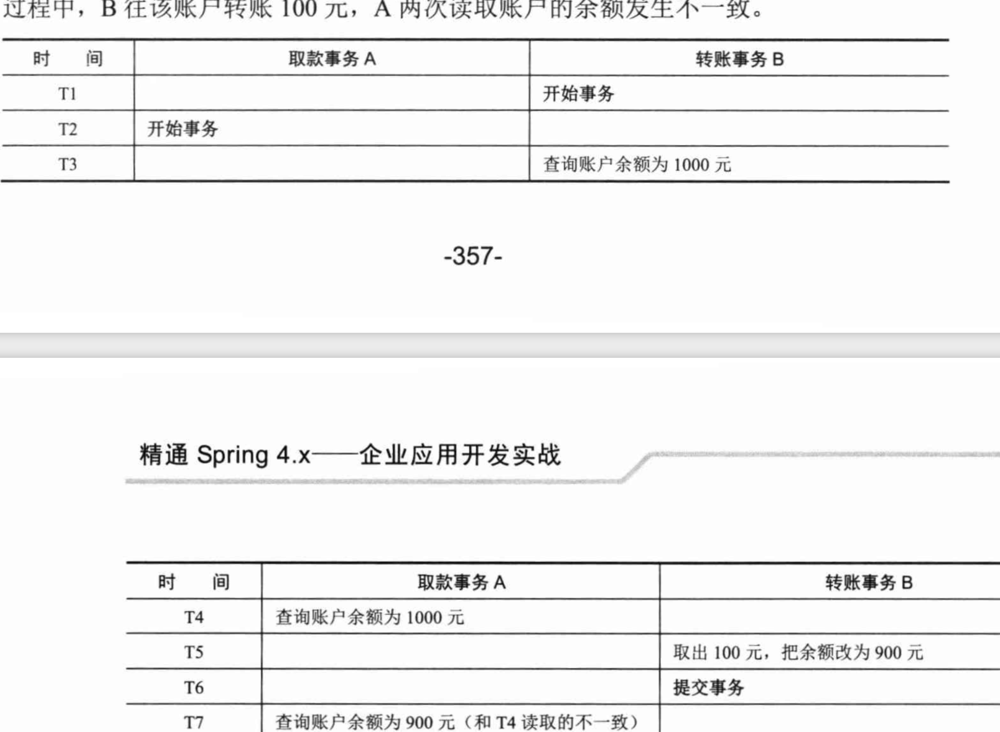 过程中，B 往该账户转账 100 元，A 两次读取账户的余额发生不一致。
时 间 取款事务 A 转账事务 B
T1 开始事务
T2 开始事务
T3 查询账户余额为 1000 元
-357-
精通 Spring 4.x——企业应用开发实战
时 间 取款事务 A 转账事务 B
T4 查询账户余额为 1000 元
T5 取出 100 元，把余额改为 900 元
T6 提交事务
T7 查询账户余额为 900 元（和 T4 读取的不一致）